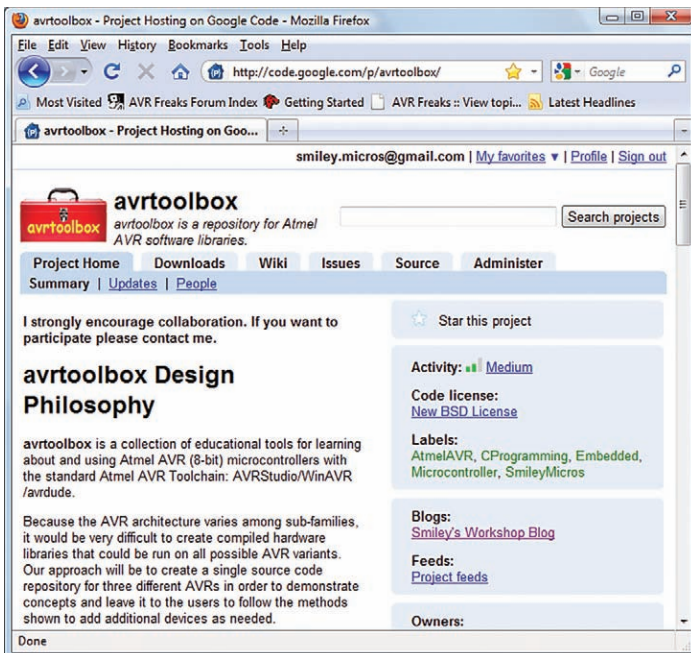 avrtoolbox - Project Hosting on Google Code - Mozilla Firefox
File Edit View History Bookmarks Tools Help
http://code.google.com/p/avrtoolbox/
Google
Most Visited AVR Freaks Forum Index Getting Started AVR Freaks :: View topi... Latest Headlines
avrtoolbox - Project Hosting on Goo...
smiley.micros@gmail.com | My favorites ▼ | Profile | Sign out
avrtoolbox
avrtoolbox
avrtoolbox is a repository for Atmel
AVR software libraries.
Search projects
Project Home Downloads Wiki Issues Source Administer
Summary | Updates | People
I strongly encourage collaboration. If you want to
participate please contact me.
avrtoolbox Design
Philosophy
avrtoolbox is a collection of educational tools for learning
about and using Atmel AVR (8-bit) microcontrollers with
the standard Atmel AVR Toolchain: AVRStudio/WinAVR
/avrdude.
Because the AVR architecture varies among sub-families,
it would be very difficult to create compiled hardware
libraries that could be run on all possible AVR variants.
Our approach will be to create a single source code
repository for three different AVRs in order to demonstrate
concepts and leave it to the users to follow the methods
shown to add additional devices as needed.
Star this project
Activity: Medium
Code license:
New BSD License
Labels:
AtmelAVR, CProgramming, Embedded,
Microcontroller, SmileyMicros
Blogs:
Smiley's Workshop Blog
Feeds:
Project feeds
Owners:
Done